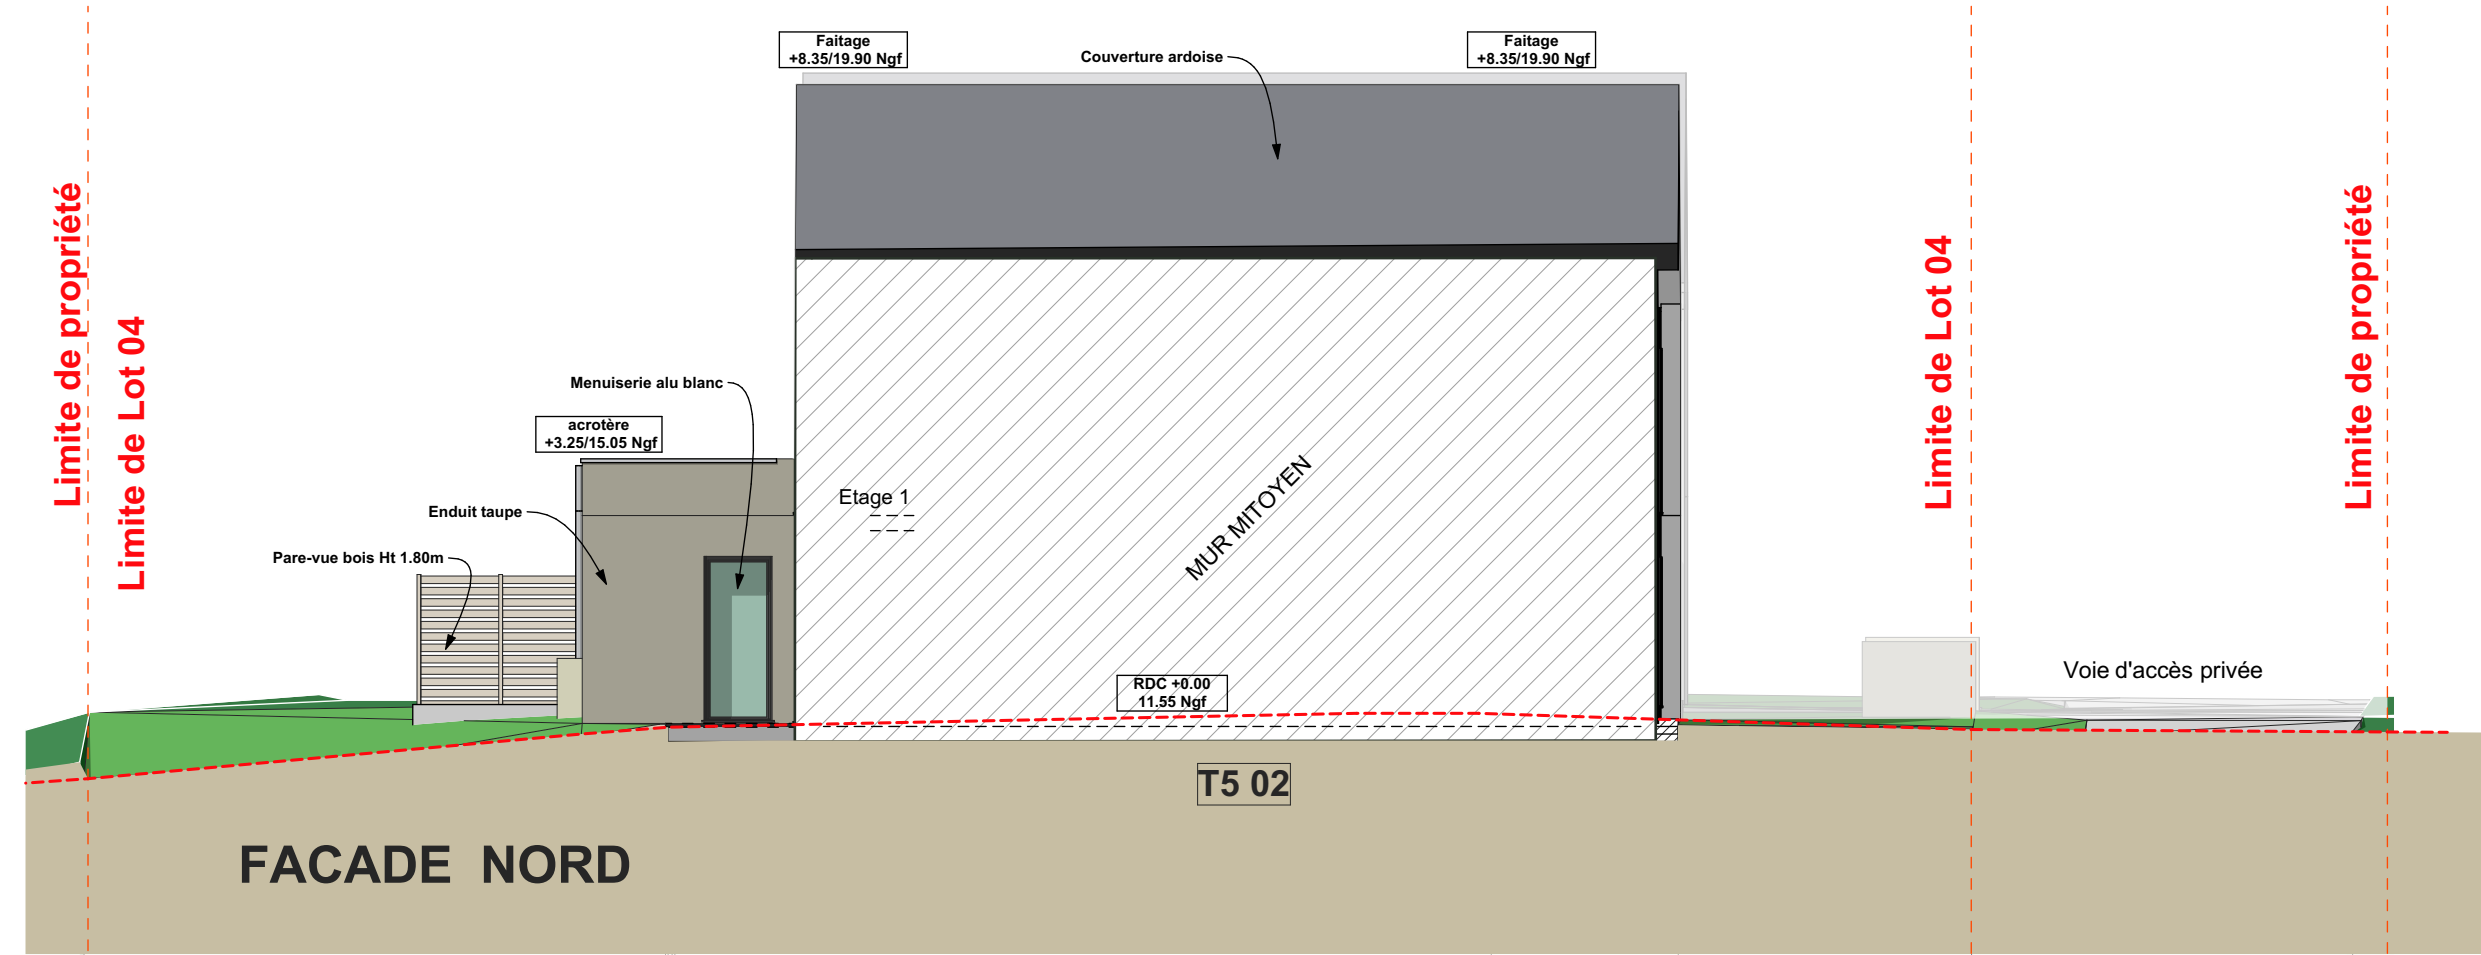 Faitage
+8.35/19.90 Ngf
Couverture ardoise
Faitage
+8.35/19.90 Ngf
Limite de propriété
Limite de Lot 04
Limite de Lot 04
Limite de propriété
Menuiserie alu blanc
acrotère
+3.25/15.05 Ngf
Etage 1
MUR MITOYEN
Enduit taupe
Pare-vue bois Ht 1.80m
RDC +0.00
11.55 Ngf
Voie d'accès privée
T5 02
FACADE NORD